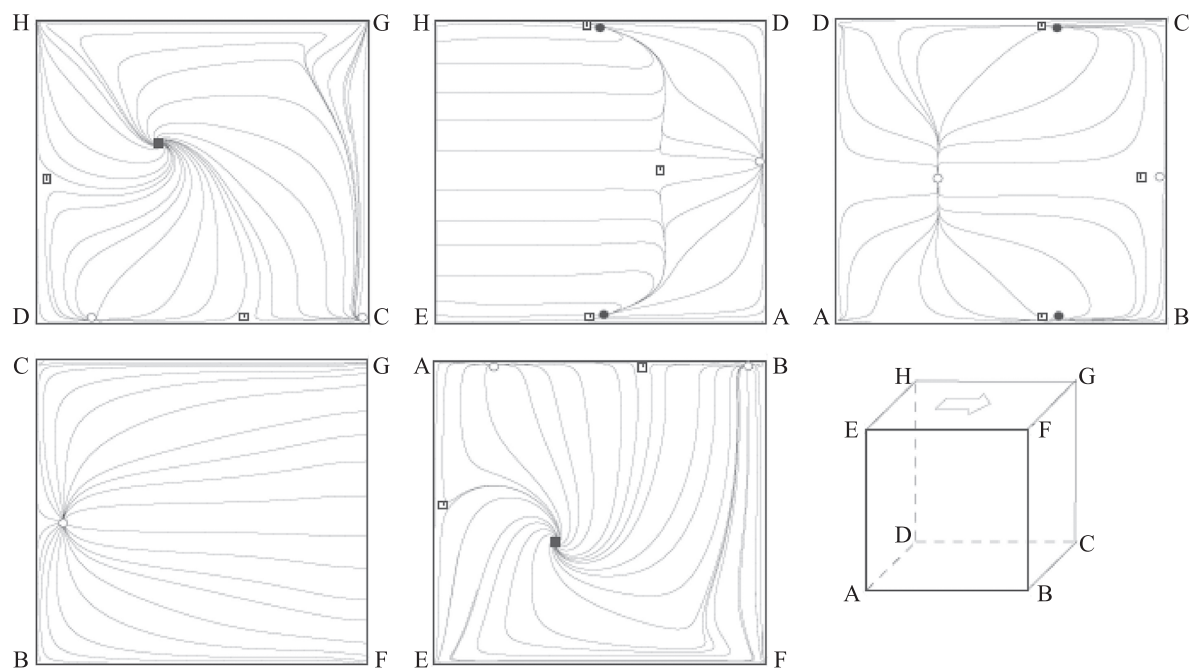 H G H D D C
D C E A A B
C G A B
B F E F
H G
E F
D C
A B